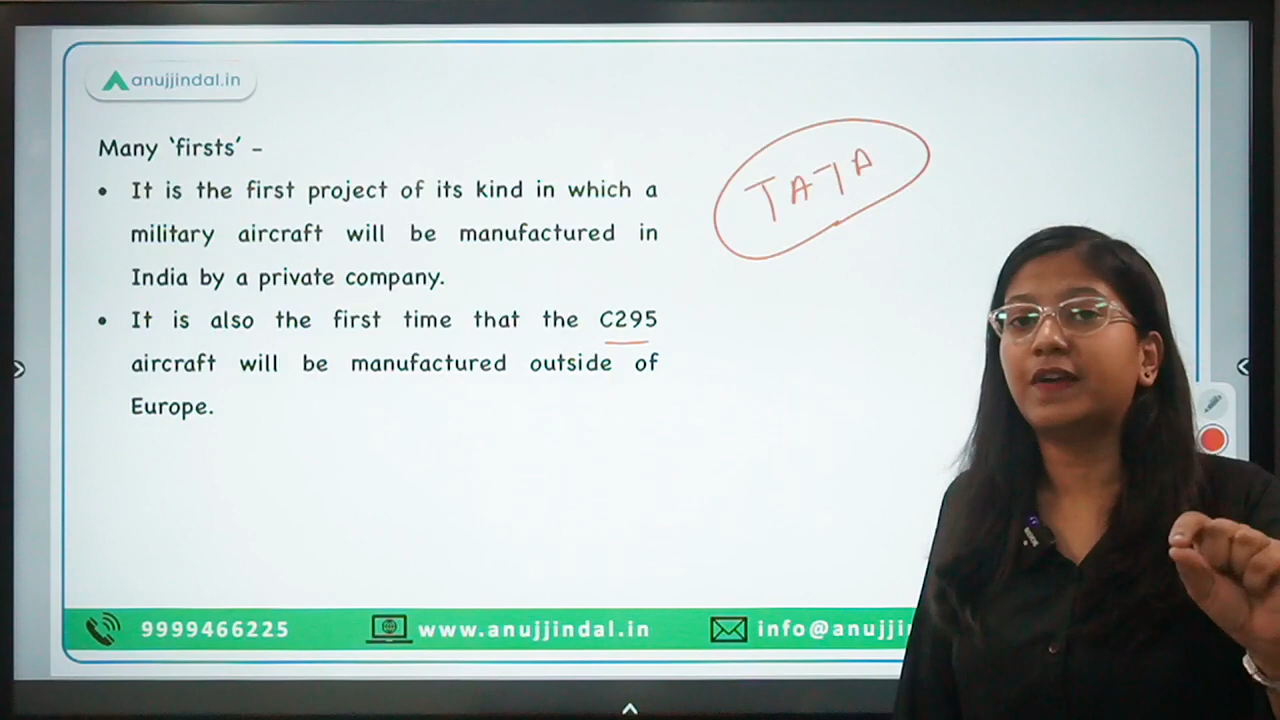 anujjindal.in
Many ‘firsts’ –
• It is the first project of its kind in which a
military aircraft will be manufactured in
India by a private company.
• It is also the first time that the C295
aircraft will be manufactured outside of
Europe.
TATA
9999466225
www.anujjindal.in
info@anujji